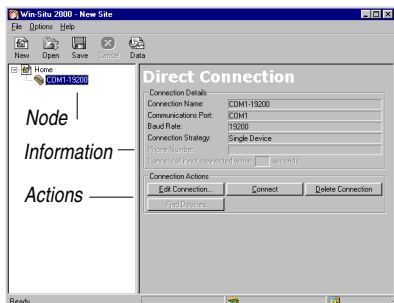 Win-Situ 2000 - New Site
File Options Help
New Open Save Cancel Data
Home
COM1-19200
Node
Information
Actions
Direct Connection
Connection Details
Connection Name: COM1-19200
Communications Port: COM1
Baud Rate: 19200
Connection Strategy: Single Device
Phone Number:
Cancel call if not connected within seconds
Connection Actions
Edit Connection... Connect Delete Connection
Find Devices
Ready